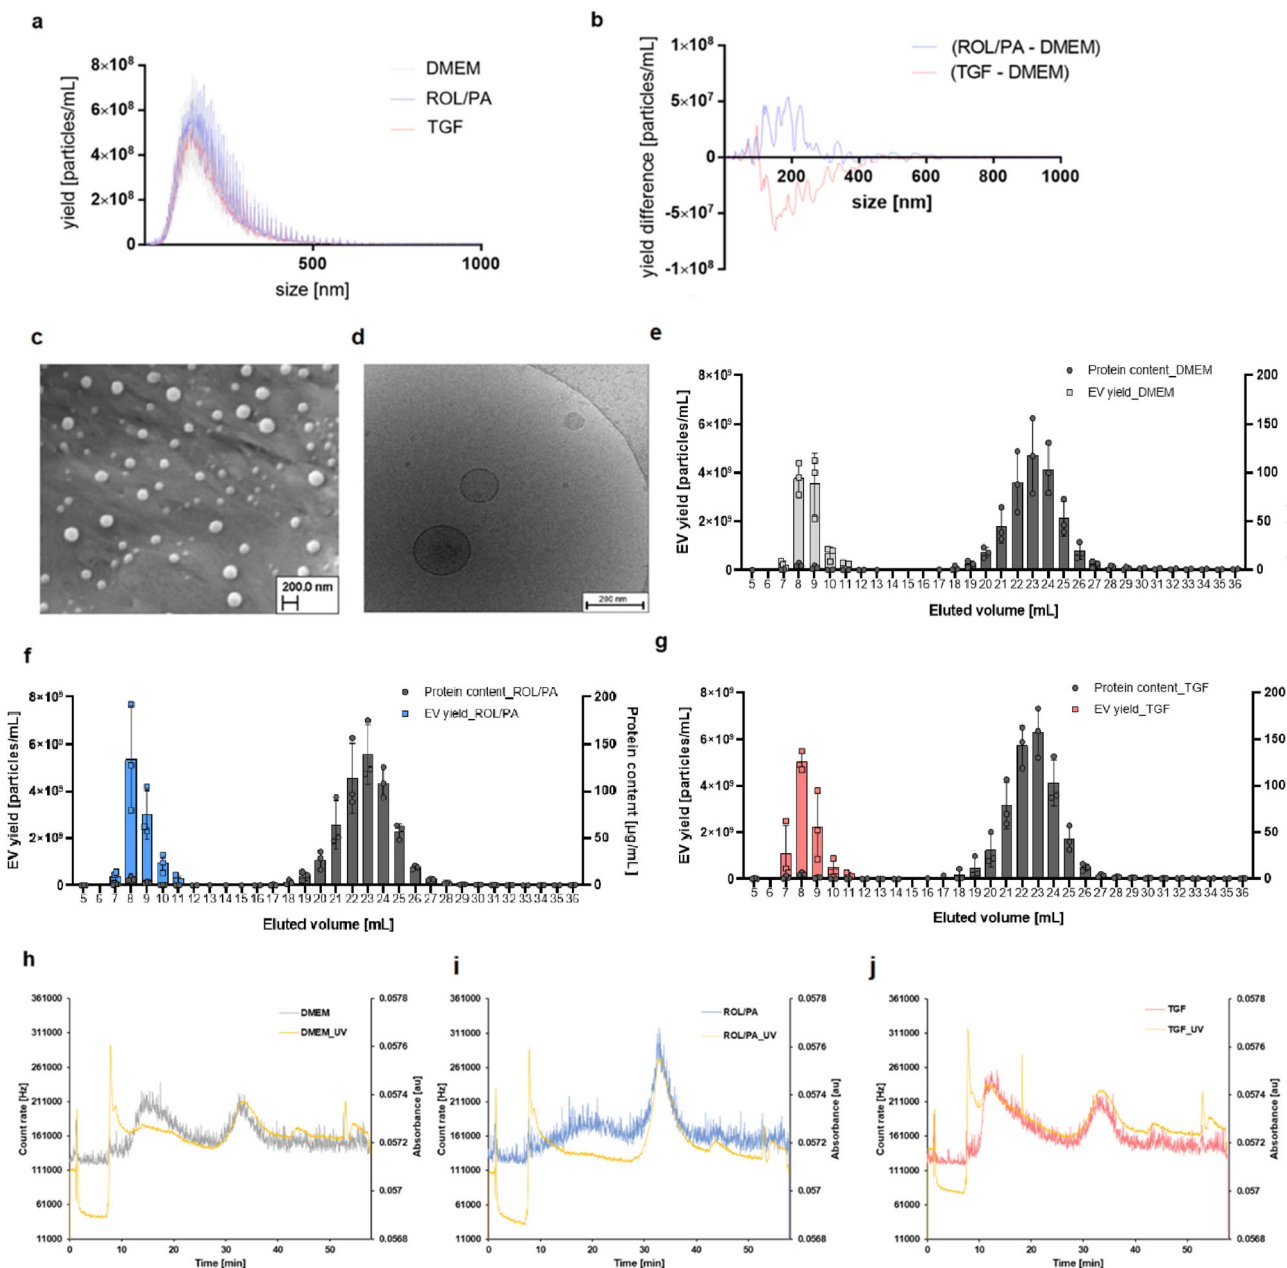 a
8×10⁸
6×10⁸
4×10⁸
2×10⁸
0
yield [particles/mL]
500
1000
size [nm]
DMEM
ROL/PA
TGF
b
1×10⁸
5×10⁷
0
-5×10⁷
-1×10⁸
yield difference [particles/mL]
200
400
600
800
1000
size [nm]
(ROL/PA - DMEM)
(TGF - DMEM)
c
200.0 nm
d
200 nm
e
8×10⁹
6×10⁹
4×10⁹
2×10⁹
0
EV yield [particles/mL]
Protein content_DMEM
EV yield_DMEM
200
150
100
50
0
5 6 7 8 9 10 11 12 13 14 15 16 17 18 19 20 21 22 23 24 25 26 27 28 29 30 31 32 33 34 35 36
Eluted volume [mL]
f
8×10⁹
6×10⁹
4×10⁹
2×10⁹
0
EV yield [particles/mL]
Protein content_ROL/PA
EV yield_ROL/PA
200
150
100
50
0
Protein content [µg/mL]
5 6 7 8 9 10 11 12 13 14 15 16 17 18 19 20 31 21 22 23 24 25 26 27 28 29 30 31 32 33 34 36
Eluted volume [mL]
g
8×10⁹
6×10⁹
4×10⁹
2×10⁹
0
EV yield [particles/mL]
Protein content_TGF
EV yield_TGF
200
150
100
50
0
5 6 7 8 9 10 11 12 13 14 15 16 17 18 19 20 21 22 23 24 25 26 27 28 29 30 31 32 33 34 36
Eluted volume [mL]
h
361000
311000
261000
211000
161000
111000
61000
11000
Count rate [Hz]
DMEM
DMEM_UV
0.0578
0.0576
0.0574
0.0572
0.057
0.0568
Absorbance [au]
0 10 20 30 40 50
Time [min]
i
361000
311000
261000
211000
161000
111000
61000
11000
Count rate [Hz]
ROL/PA
ROL/PA_UV
0.0578
0.0576
0.0574
0.0572
0.057
0.0568
Absorbance [au]
0 10 20 30 40 50
Time [min]
j
361000
311000
261000
211000
161000
111000
61000
11000
Count rate [Hz]
TGF
TGF_UV
0.0578
0.0576
0.0574
0.0572
0.057
0.0568
Absorbance [au]
0 10 20 30 40 50
Time [min]